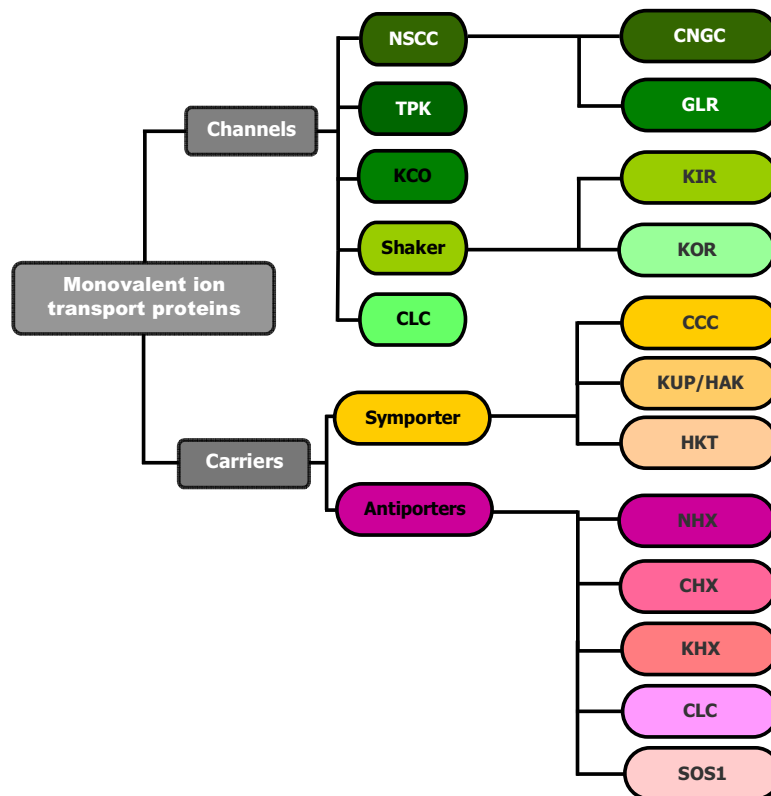 NSCC
CNGC
TPK
GLR
Channels
KCO
KIR
Shaker
KOR
Monovalent ion
transport proteins
CLC
CCC
KUP/HAK
Symporter
HKT
Carriers
Antiporters
NHX
CHX
KHX
CLC
SOS1